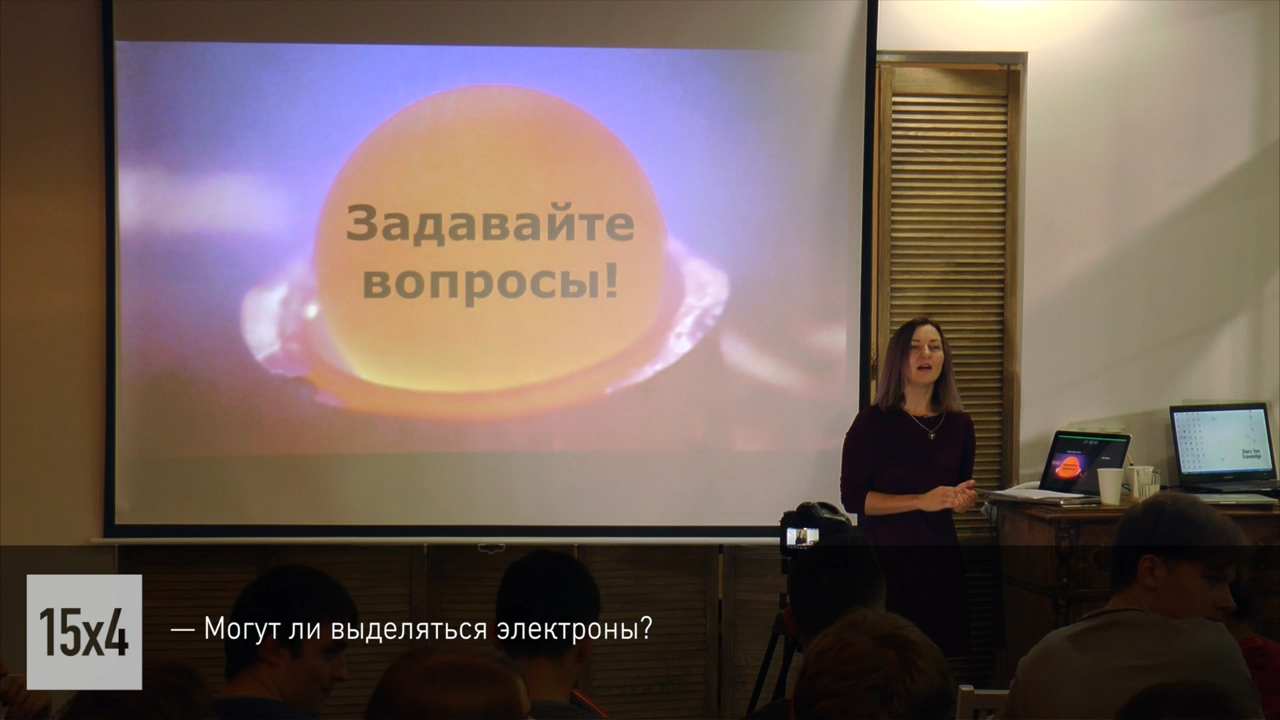 Задавайте
вопросы!
15x4
— Могут ли выделяться электроны?